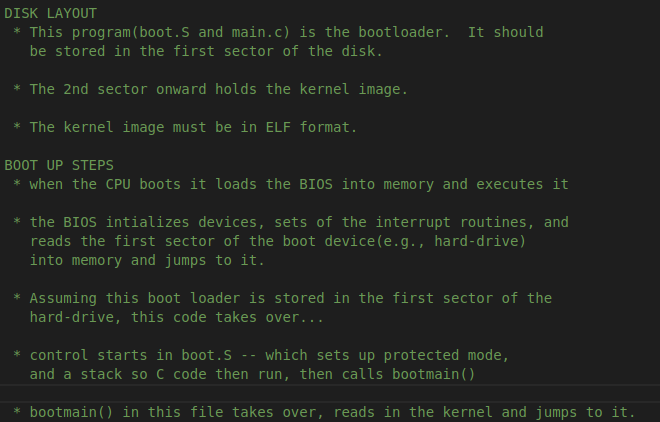 DISK LAYOUT
* This program(boot.S and main.c) is the bootloader.  It should
be stored in the first sector of the disk.
* The 2nd sector onward holds the kernel image.
* The kernel image must be in ELF format.
BOOT UP STEPS
* when the CPU boots it loads the BIOS into memory and executes it
* the BIOS intializes devices, sets of the interrupt routines, and
reads the first sector of the boot device(e.g., hard-drive)
into memory and jumps to it.
* Assuming this boot loader is stored in the first sector of the
hard-drive, this code takes over...
* control starts in boot.S -- which sets up protected mode,
and a stack so C code then run, then calls bootmain()
* bootmain() in this file takes over, reads in the kernel and jumps to it.